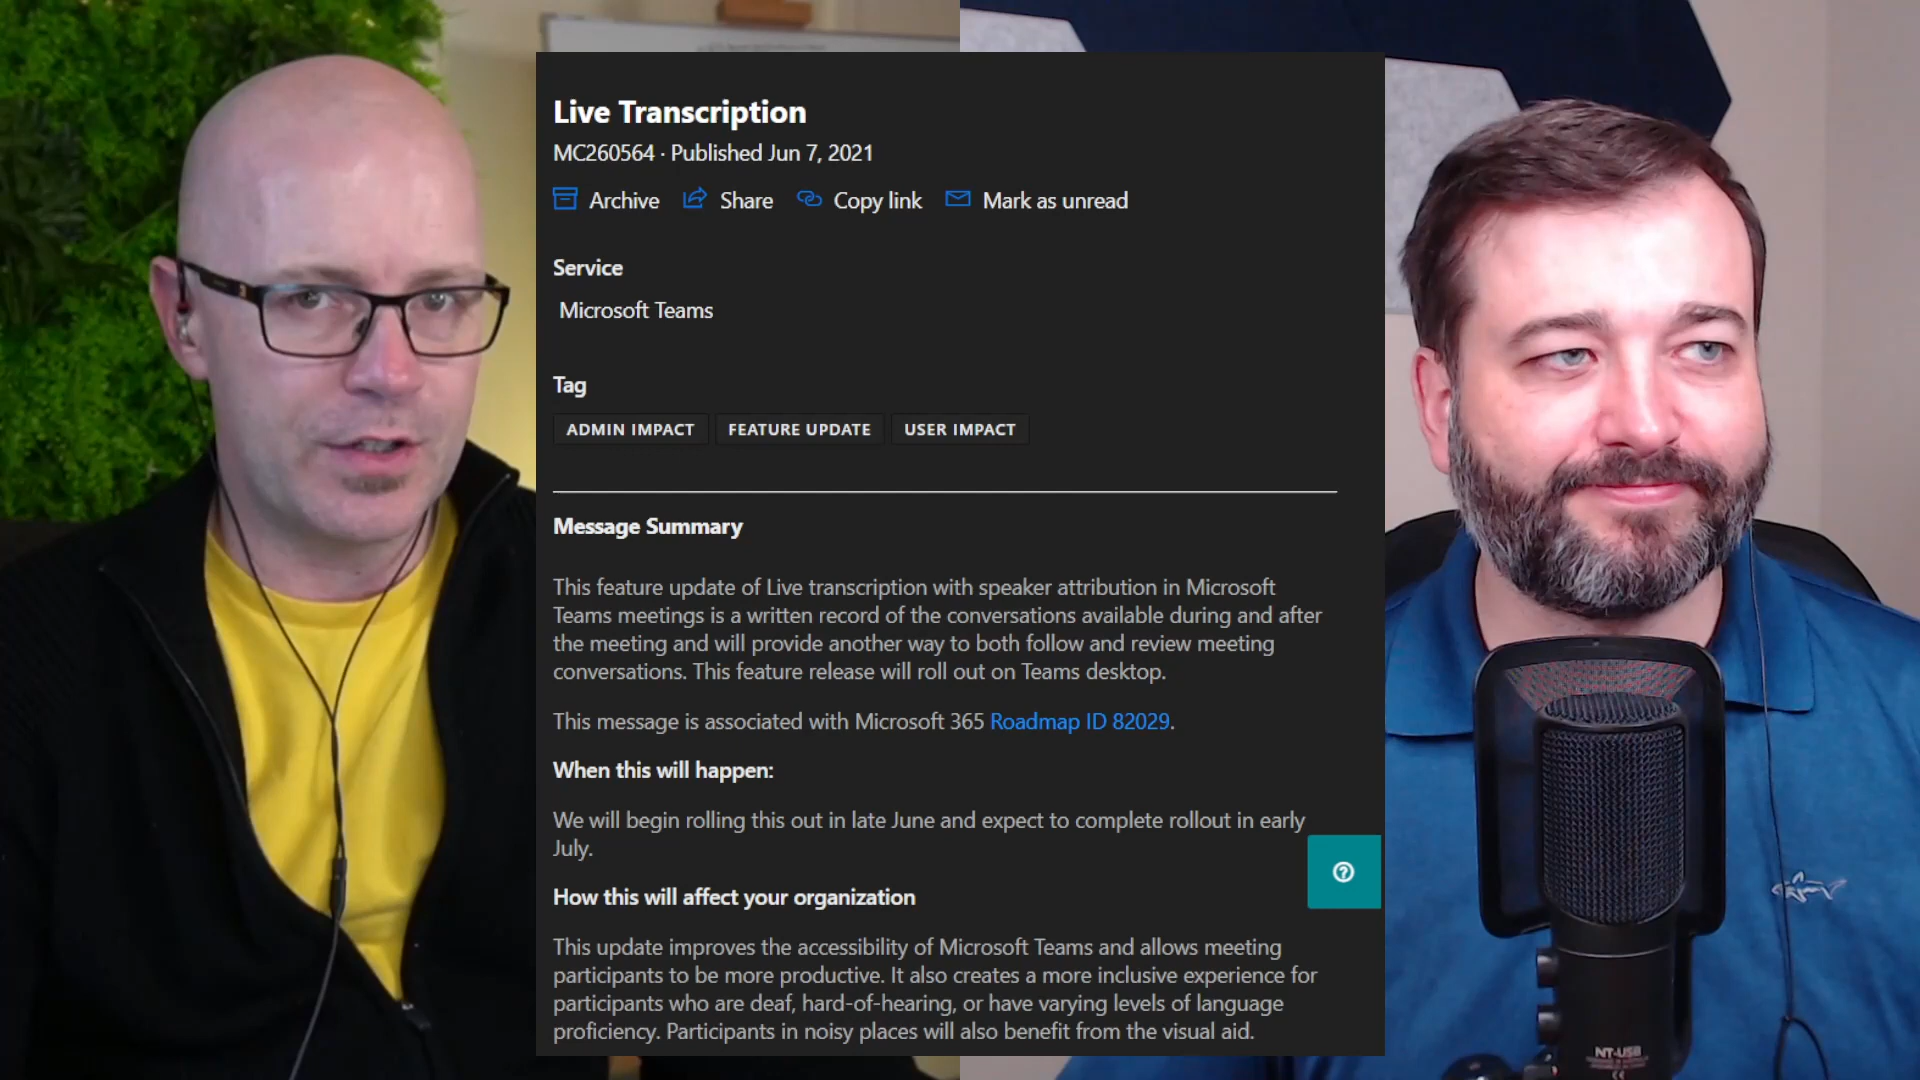 Live Transcription
MC260564 · Published Jun 7, 2021
Archive Share Copy link Mark as unread
Service
Microsoft Teams
Tag
ADMIN IMPACT FEATURE UPDATE USER IMPACT
Message Summary
This feature update of Live transcription with speaker attribution in Microsoft
Teams meetings is a written record of the conversations available during and after
the meeting and will provide another way to both follow and review meeting
conversations. This feature release will roll out on Teams desktop.
This message is associated with Microsoft 365 Roadmap ID 82029.
When this will happen:
We will begin rolling this out in late June and expect to complete rollout in early
July.
How this will affect your organization
This update improves the accessibility of Microsoft Teams and allows meeting
participants to be more productive. It also creates a more inclusive experience for
participants who are deaf, hard-of-hearing, or have varying levels of language
proficiency. Participants in noisy places will also benefit from the visual aid.
NT-USB